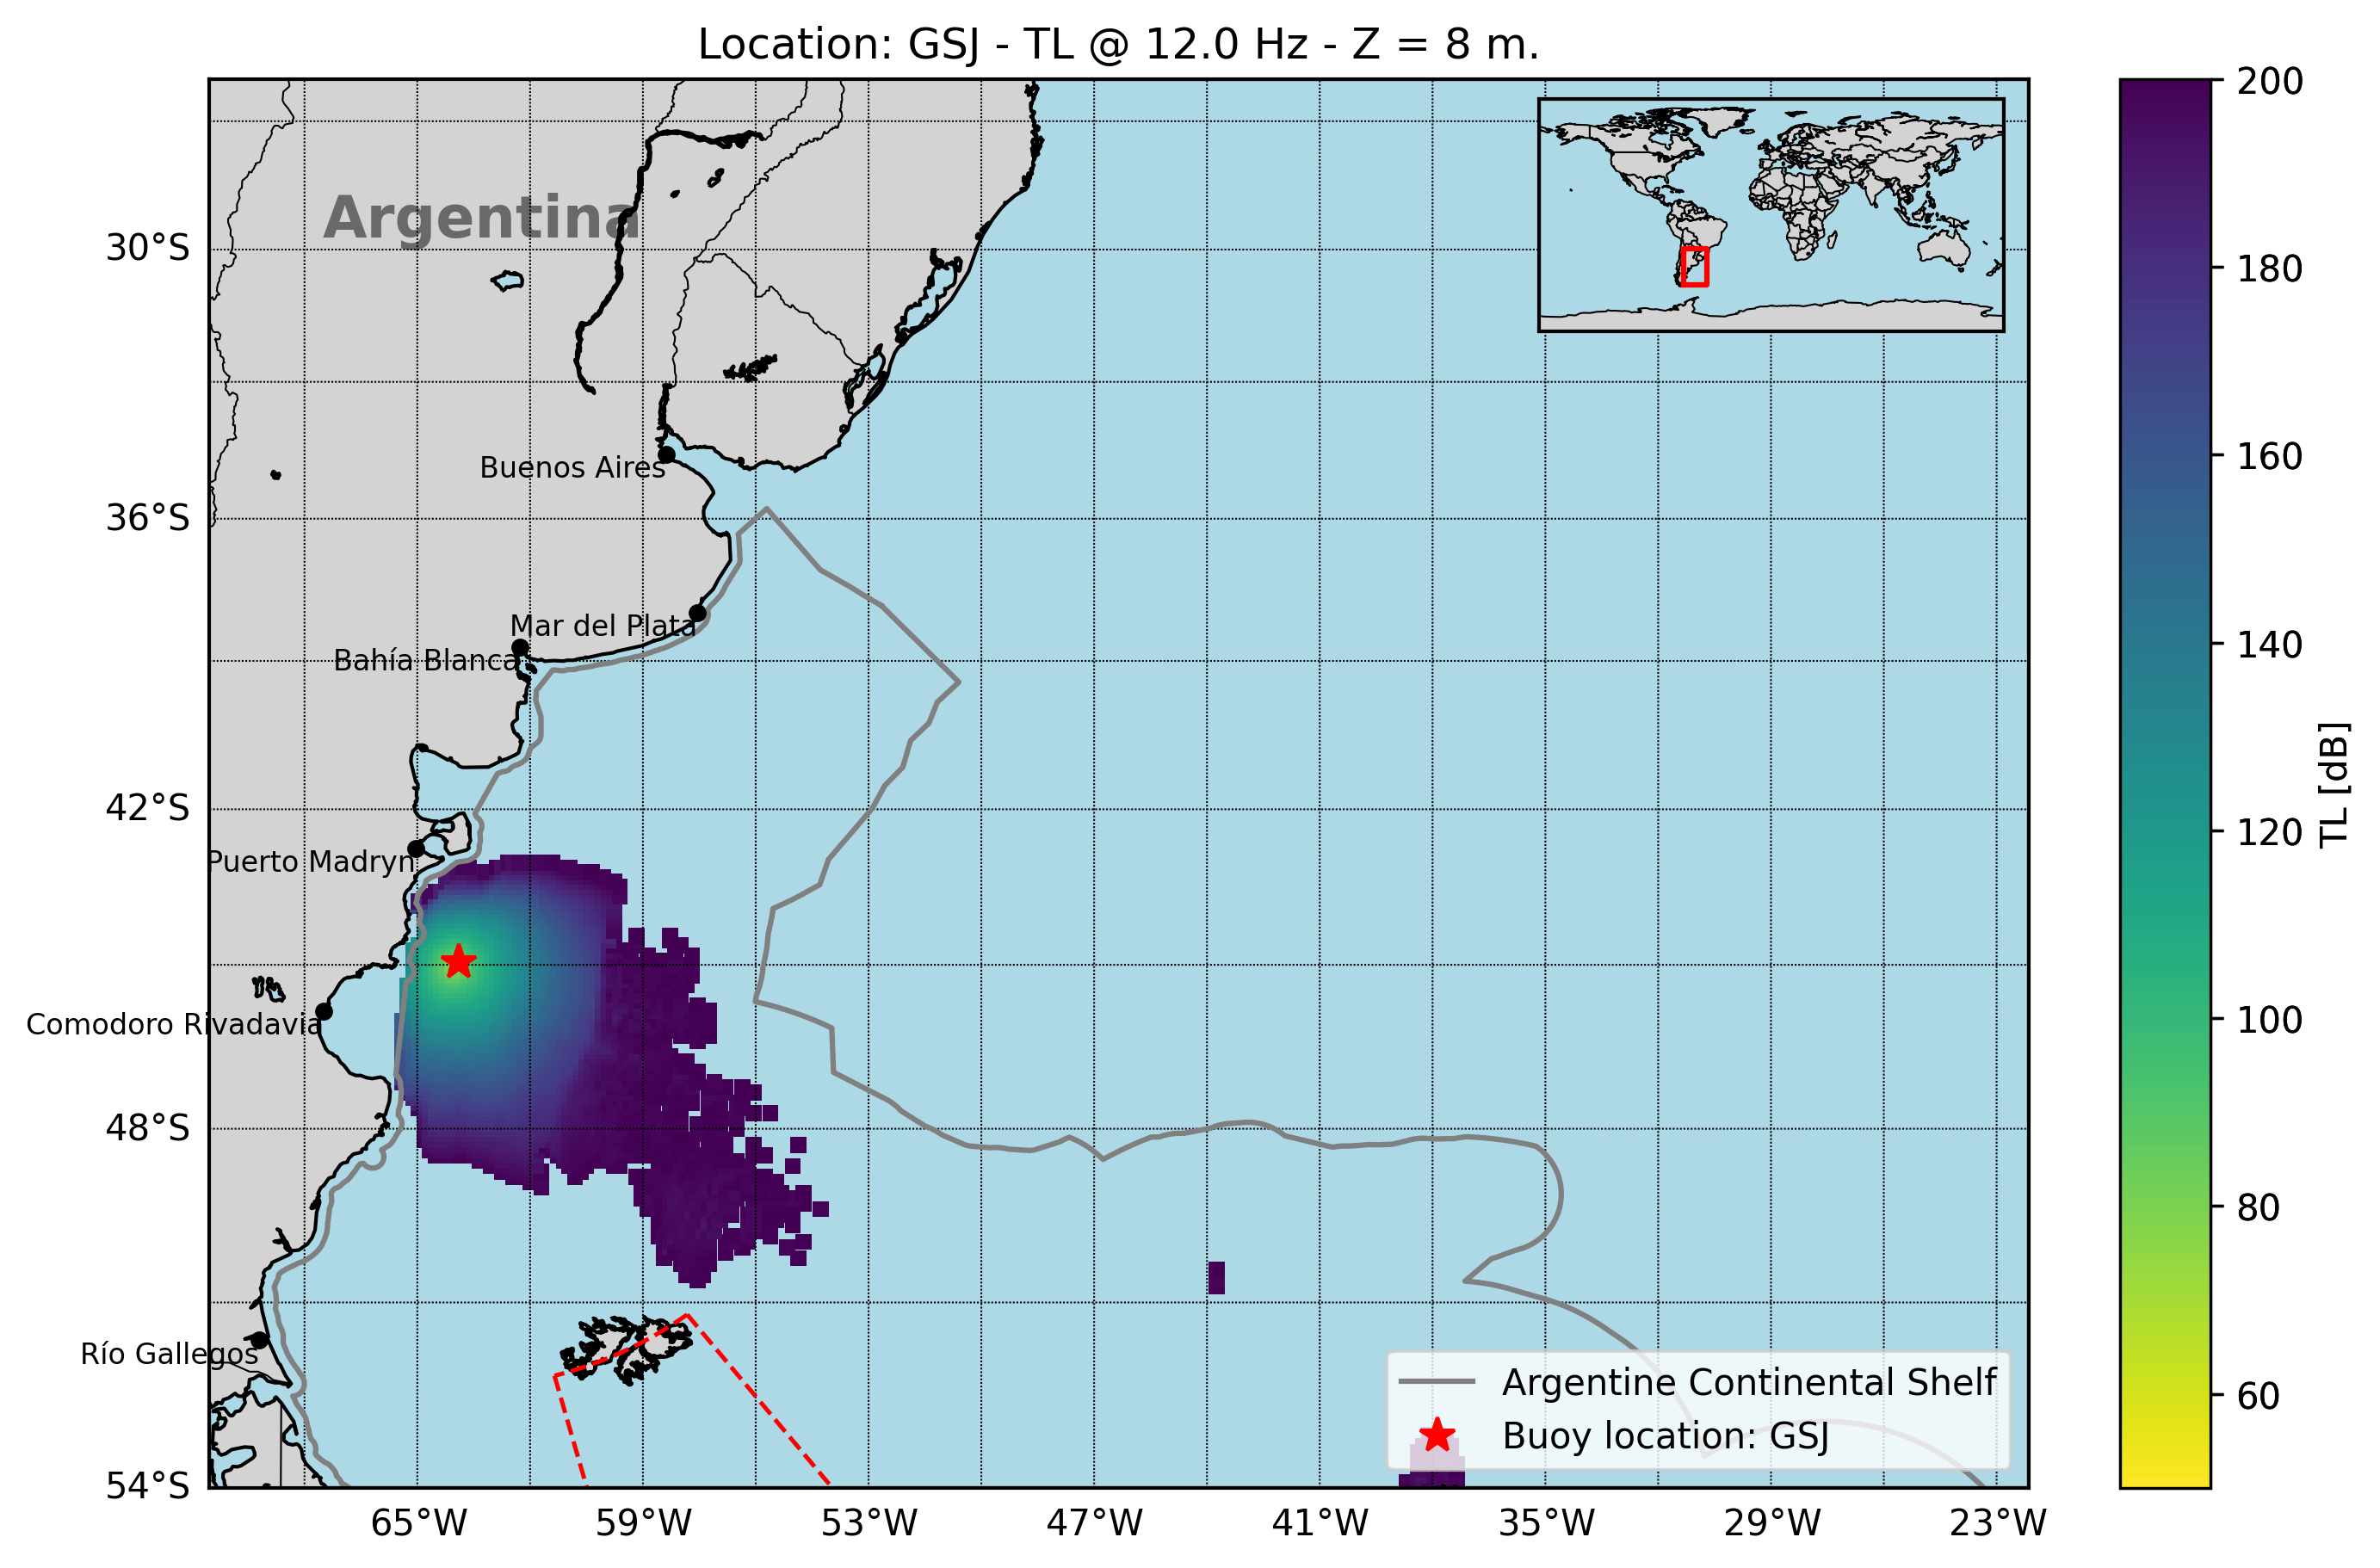 Location: GSJ - TL @ 12.0 Hz - Z = 8 m.
Argentina
30°S
36°S
42°S
48°S
54°S
Buenos Aires
Mar del Plata
Bahía Blanca
Puerto Madryn
Comodoro Rivadavia
Río Gallegos
65°W
59°W
53°W
47°W
41°W
35°W
29°W
23°W
Argentine Continental Shelf
Buoy location: GSJ
200
180
160
140
120
100
80
60
TL [dB]